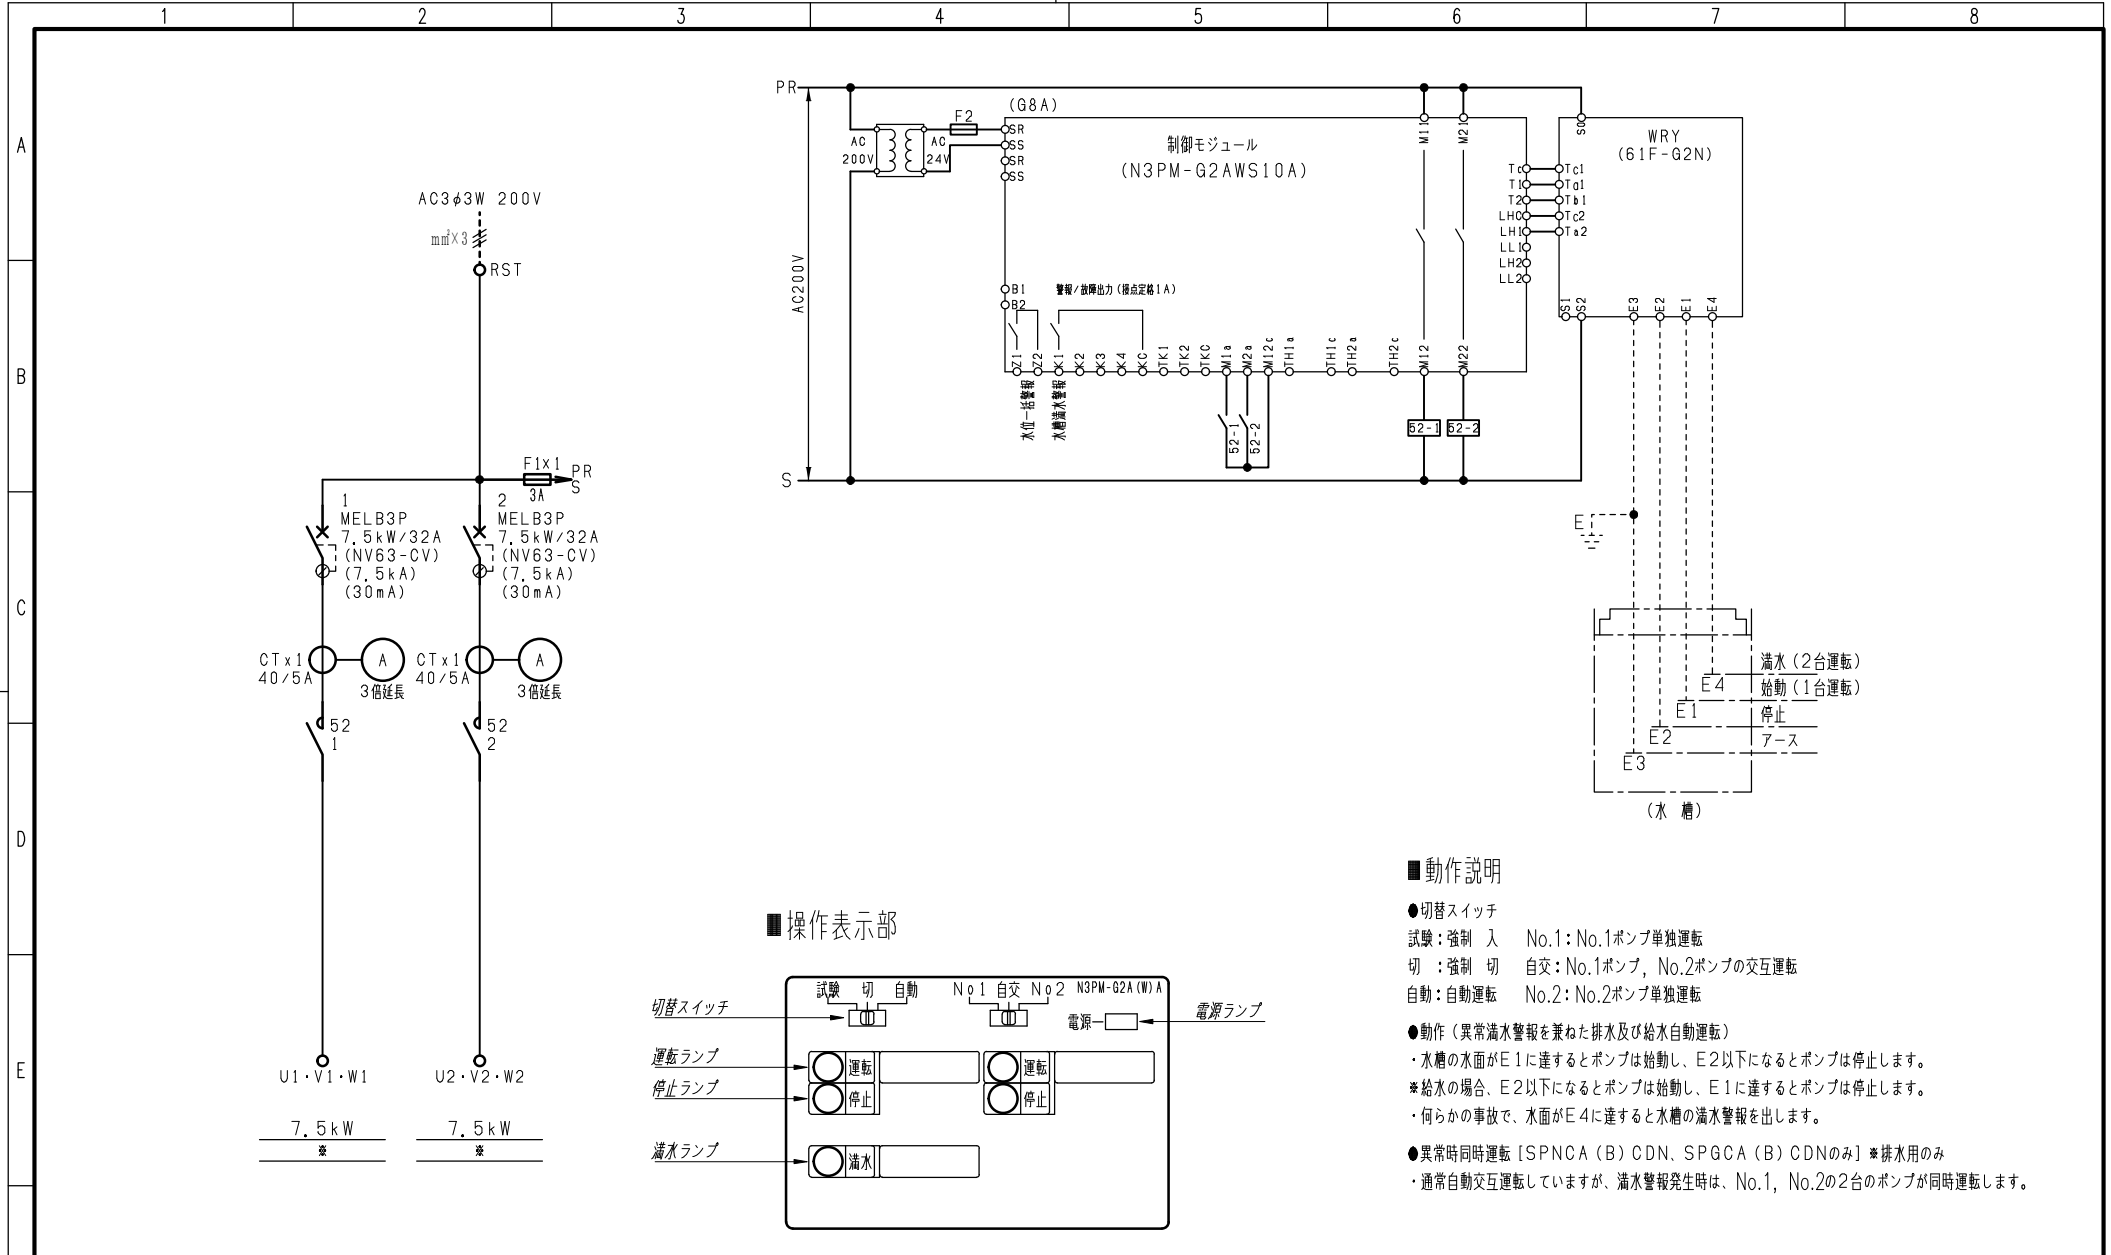 1 2 3 4 5 6 7 8
A
B
C
D
E
AC3φ3W 200V
mm²×3
RST
F1x1
3A
PR
S
1
MELB3P
7.5kW/32A
(NV63-CV)
(7.5kA)
(30mA)
2
MELB3P
7.5kW/32A
(NV63-CV)
(7.5kA)
(30mA)
CTx1
40/5A
A
3倍延長
CTx1
40/5A
A
3倍延長
52
1
52
2
U1・V1・W1
U2・V2・W2
7.5kW
※
7.5kW
※
PR
AC200V
S
AC
200V
AC
24V
F2
(G8A)
SR
SS
SR
SS
制御モジュール
(N3PM-G2AWS10A)
M11
M21
Tc
T1
T2
LHC
LH1
LL1
LH2
LL2
B1
B2
警報/故障出力(接点定格1A)
Z1
Z2
K1
K2
K3
K4
KC
TK1
TK2
TKC
M1a
M2a
M12c
TH1a
TH1c
TH2a
TH2c
M12
M22
水位一括警報
水槽満水警報
52-1
52-2
52-1
52-2
S0
WRY
(61F-G2N)
Tc1
Ta1
Tb1
Tc2
Ta2
S1
S2
E3
E2
E1
E4
E
満水(2台運転)
E4
始動(1台運転)
E1
停止
E2
アース
E3
(水 槽)
■操作表示部
試験 切 自動
No1 自交 No2
N3PM-G2A(W)A
切替スイッチ
電源
電源ランプ
運転ランプ
運転
運転
停止ランプ
停止
停止
満水ランプ
満水
■動作説明
●切替スイッチ
試験:強制 入 No.1:No.1ポンプ単独運転
切 :強制 切 自交:No.1ポンプ, No.2ポンプの交互運転
自動:自動運転 No.2:No.2ポンプ単独運転
●動作(異常満水警報を兼ねた排水及び給水自動運転)
・水槽の水面がE1に達するとポンプは始動し、E2以下になるとポンプは停止します。
※給水の場合、E2以下になるとポンプは始動し、E1に達するとポンプは停止します。
・何らかの事故で、水面がE4に達すると水槽の満水警報を出します。
●異常時同時運転[SPNCA(B)CDN、SPGCA(B)CDNのみ]※排水用のみ
・通常自動交互運転していますが、満水警報発生時は、No.1, No.2の2台のポンプが同時運転します。